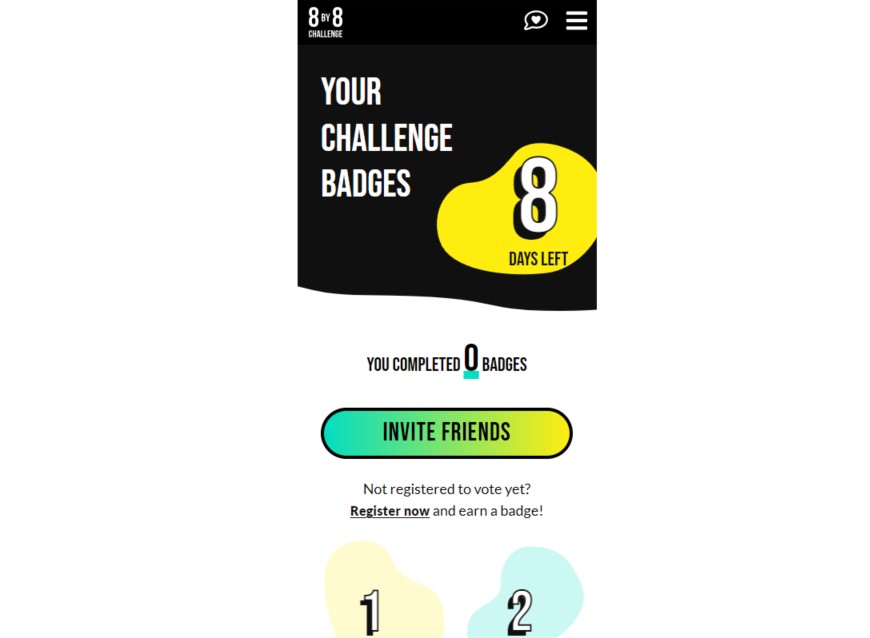 8 BY 8
CHALLENGE
YOUR
CHALLENGE
BADGES
8
DAYS LEFT
YOU COMPLETED 0 BADGES
INVITE FRIENDS
Not registered to vote yet?
Register now and earn a badge!
1 2